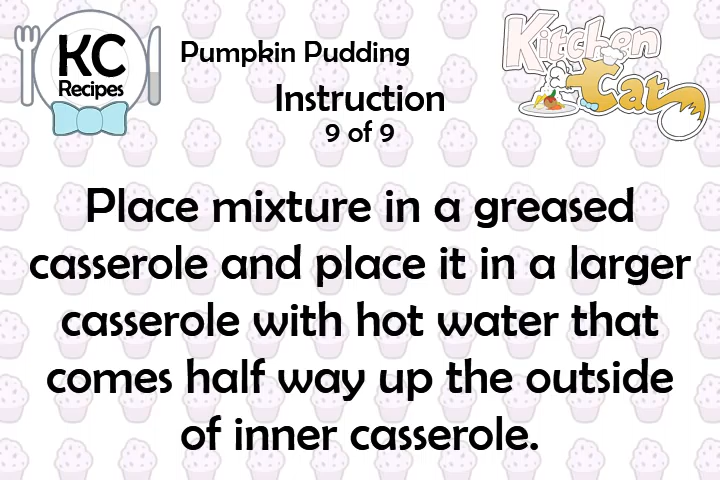 KC
Recipes
Pumpkin Pudding
Kitchen
Cat
Instruction
9 of 9
Place mixture in a greased
casserole and place it in a larger
casserole with hot water that
comes half way up the outside
of inner casserole.